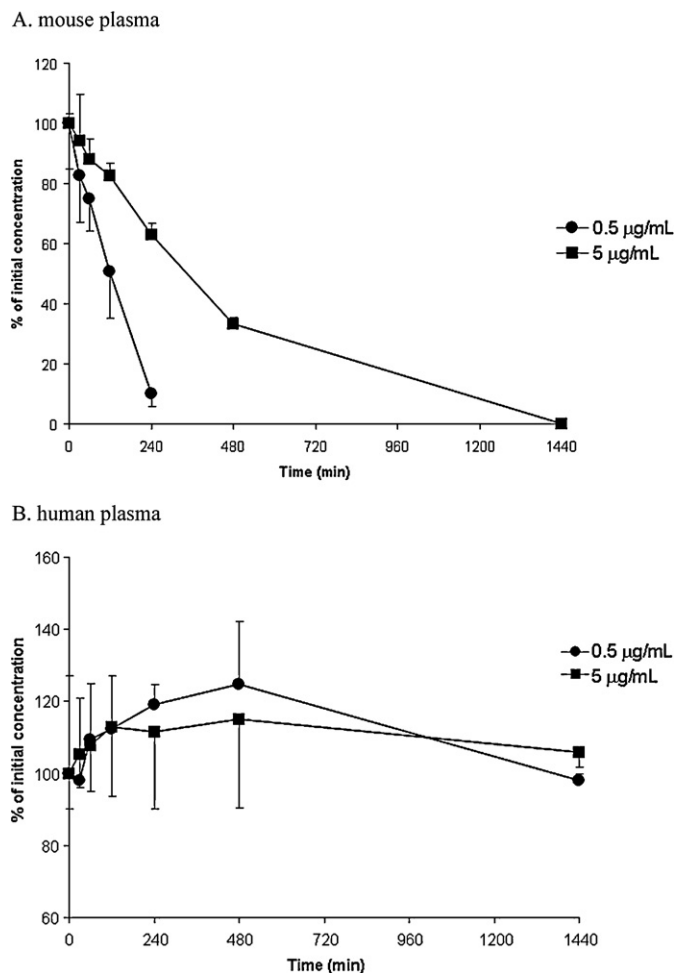 A. mouse plasma
120
100
80
60
40
20
0
% of initial concentration
0 240 480 720 960 1200 1440
Time (min)
0.5 μg/mL
5 μg/mL
B. human plasma
160
140
120
100
80
60
% of initial concentration
0 240 480 720 960 1200 1440
Time (min)
0.5 μg/mL
5 μg/mL